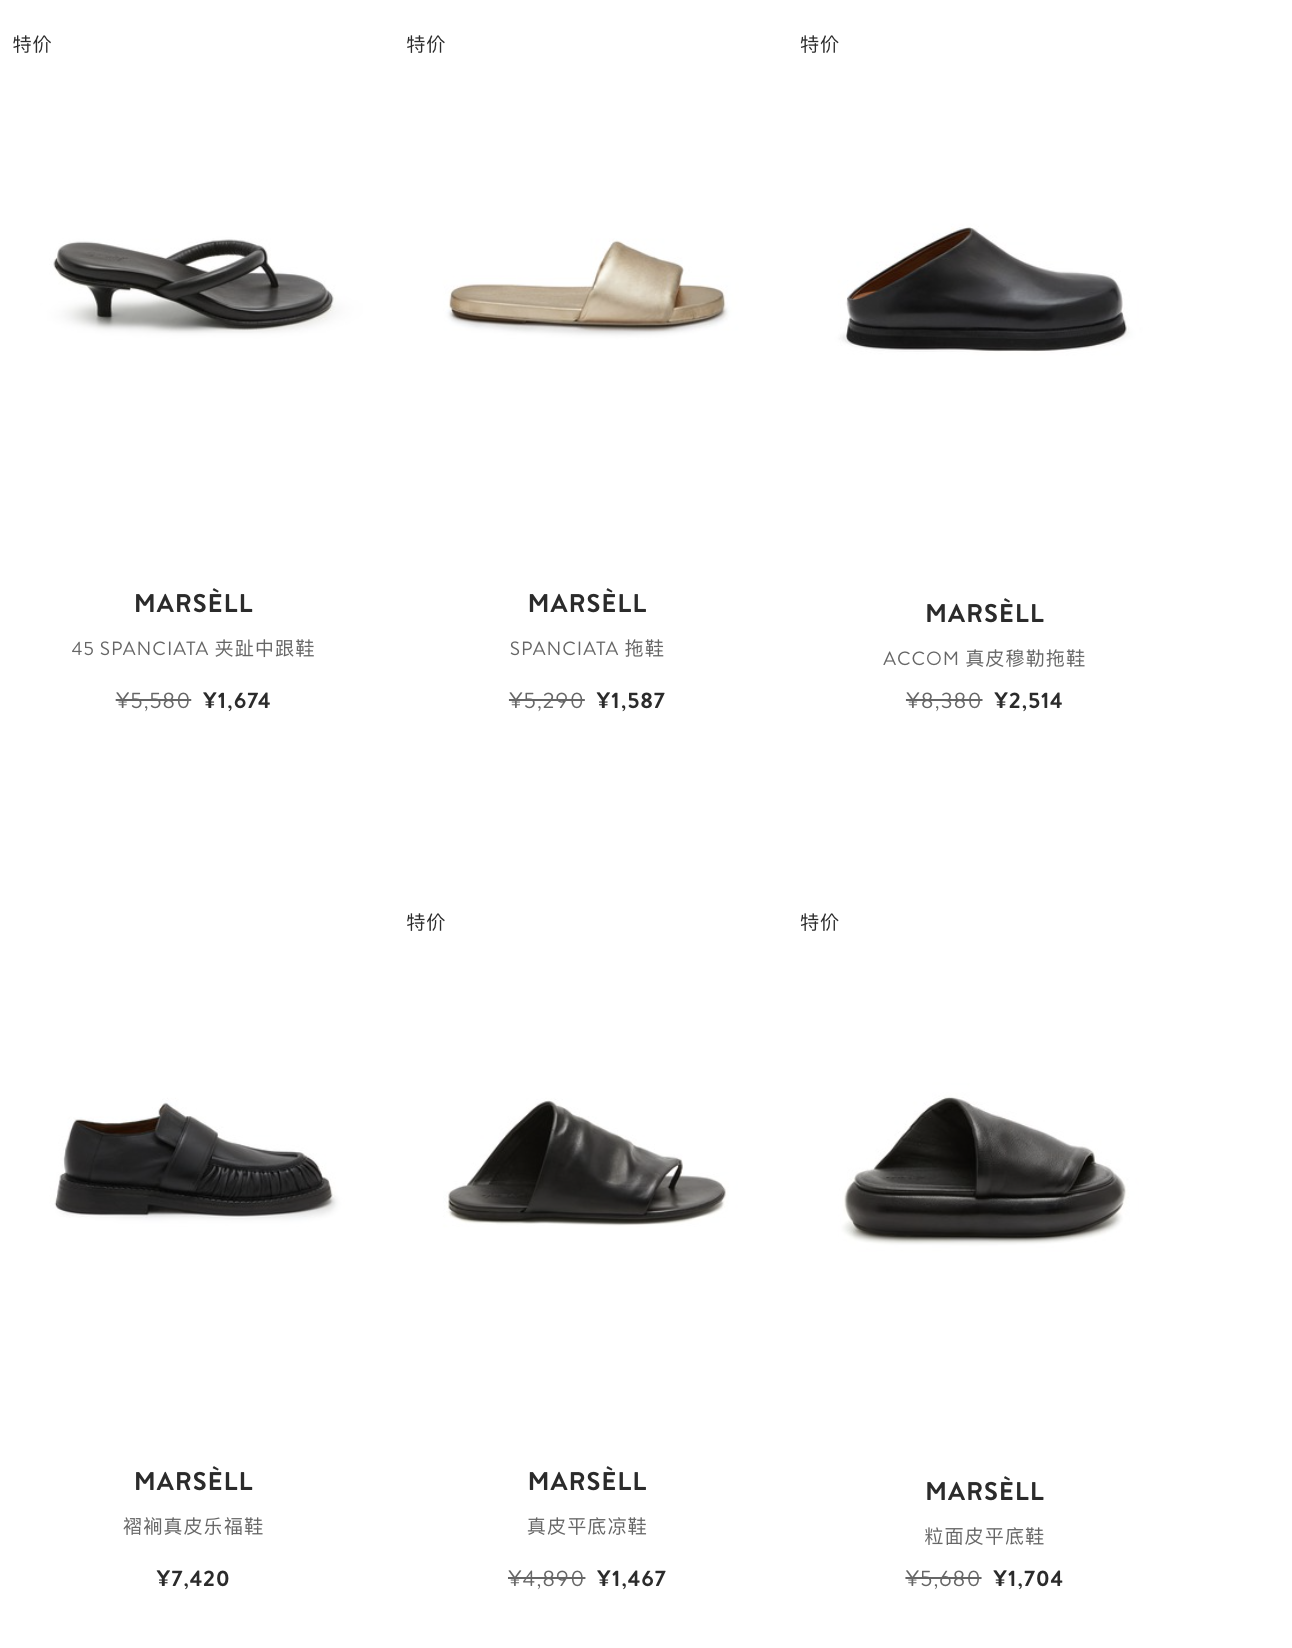 特价
特价
特价
MARSÈLL
45 SPANCIATA 夹趾中跟鞋
¥5,580 ¥1,674
MARSÈLL
SPANCIATA 拖鞋
¥5,290 ¥1,587
MARSÈLL
ACCOM 真皮穆勒拖鞋
¥8,380 ¥2,514
特价
特价
MARSÈLL
褶裥真皮乐福鞋
¥7,420
MARSÈLL
真皮平底凉鞋
¥4,890 ¥1,467
MARSÈLL
粒面皮平底鞋
¥5,680 ¥1,704